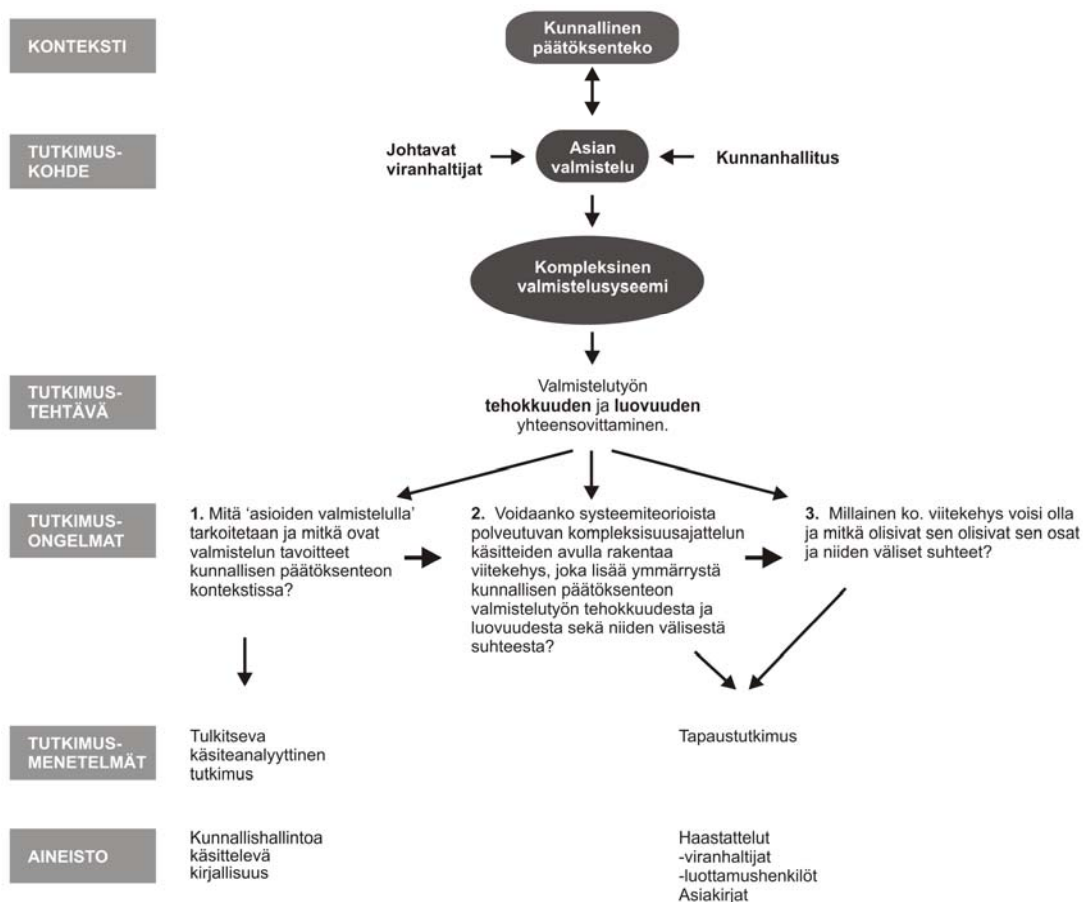 KONTEKSTI
Kunnallinen
päätöksenteko
TUTKIMUS-
KOHDE
Johtavat
viranhaltijat
Asian
valmistelu
Kunnanhallitus
Kompleksinen
valmistelusyseemi
TUTKIMUS-
TEHTÄVÄ
Valmistelutyön
tehokkuuden ja luovuuden
yhteensovittaminen.
TUTKIMUS-
ONGELMAT
1. Mitä 'asioiden valmistelulla'
tarkoitetaan ja mitkä ovat
valmistelun tavoitteet
kunnallisen päätöksenteon
kontekstissa?
2. Voidaanko systeemiteorioista
polveutuvan kompleksisuusajattelun
käsitteiden avulla rakentaa
viitekehys, joka lisää ymmärrystä
kunnallisen päätöksenteon
valmistelutyön tehokkuudesta ja
luovuudesta sekä niiden välisestä
suhteesta?
3. Millainen ko. viitekehys voisi olla
ja mitkä olisivat sen olisivat sen osat
ja niiden väliset suhteet?
TUTKIMUS-
MENETELMÄT
Tulkitseva
käsiteanalyyttinen
tutkimus
Tapaustutkimus
AINEISTO
Kunnallishallintoa
käsittelevä
kirjallisuus
Haastattelut
-viranhaltijat
-luottamushenkilöt
Asiakirjat